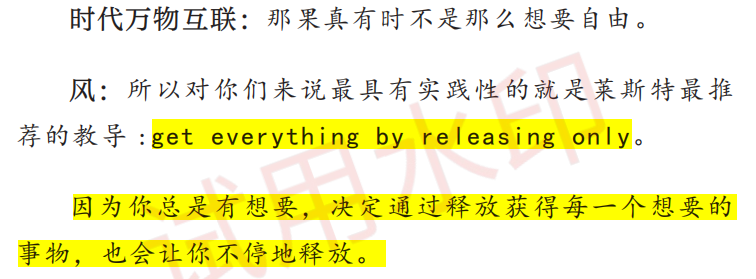 时代万物互联：那果真有时不是那么想要自由。
风：所以对你们来说最具有实践性的就是莱斯特最推
荐的教导：get everything by releasing only。
因为你总是有想要，决定通过释放获得每一个想要的
事物，也会让你不停地释放。
试用水印